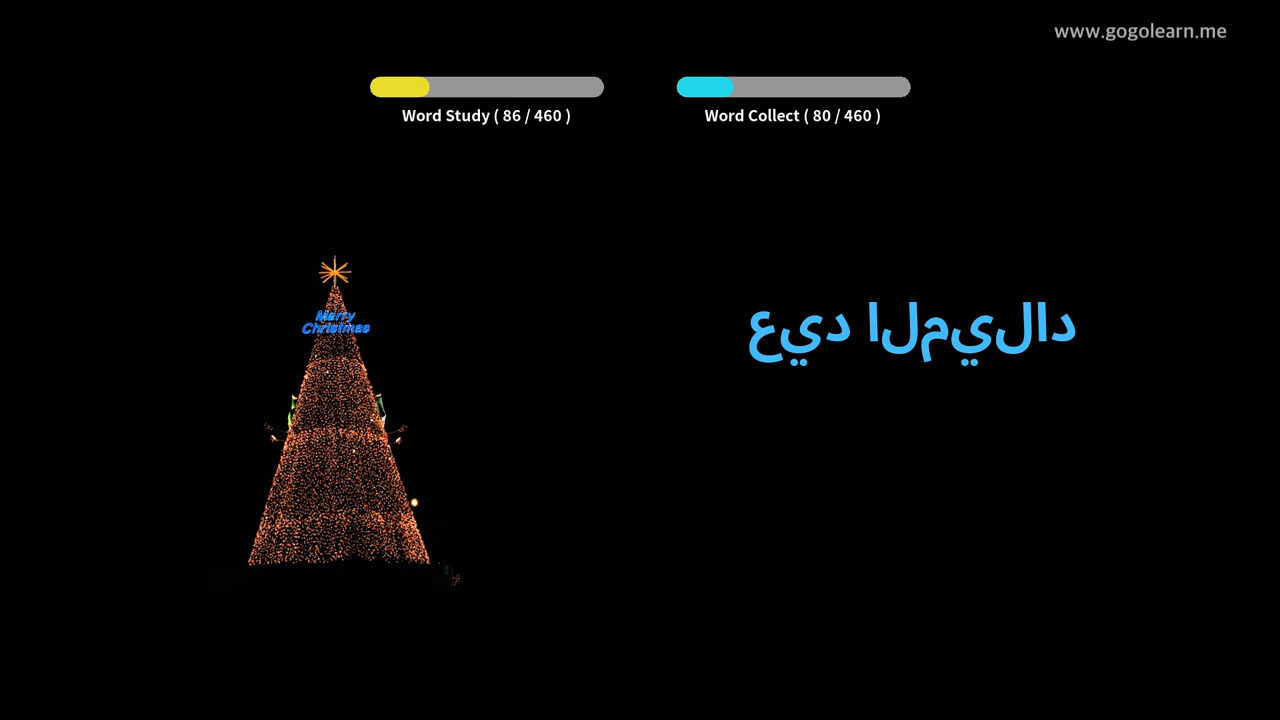 www.gogolearn.me
Word Study ( 86 / 460 )
Word Collect ( 80 / 460 )
Merry
Christmas
عيد الميلاد